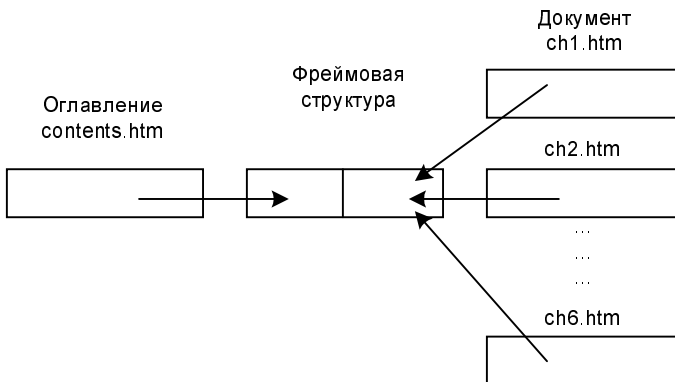 Документ
ch1.htm
Фреймовая
структура
Оглавление
contents.htm
ch2.htm
...
...
...
ch6.htm